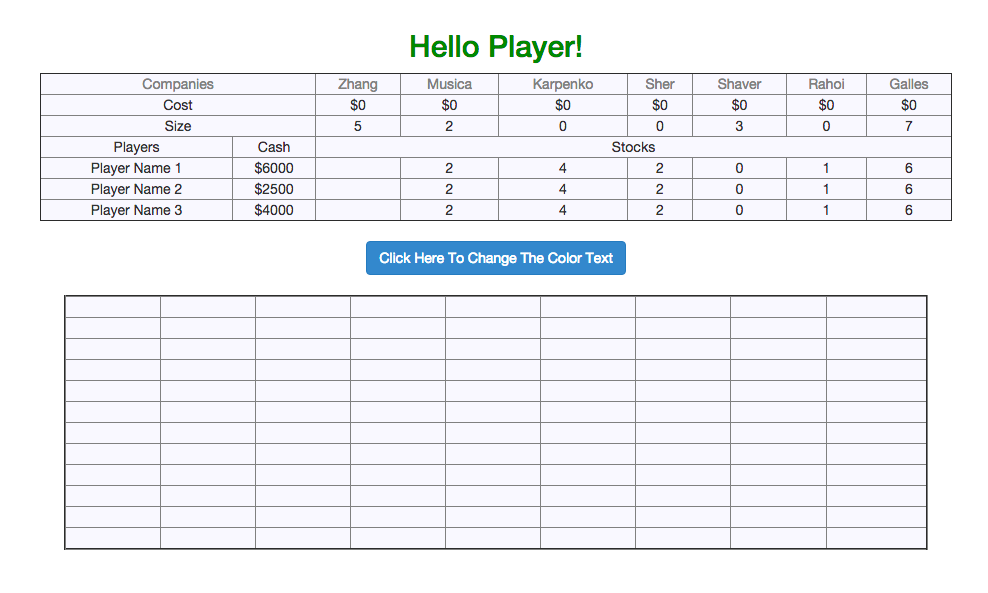 Hello Player!
Companies Zhang Musica Karpenko Sher Shaver Rahoi Galles
Cost $0 $0 $0 $0 $0 $0 $0
Size 5 2 0 0 3 0 7
Players Cash Stocks
Player Name 1 $6000 2 4 2 0 1 6
Player Name 2 $2500 2 4 2 0 1 6
Player Name 3 $4000 2 4 2 0 1 6
Click Here To Change The Color Text